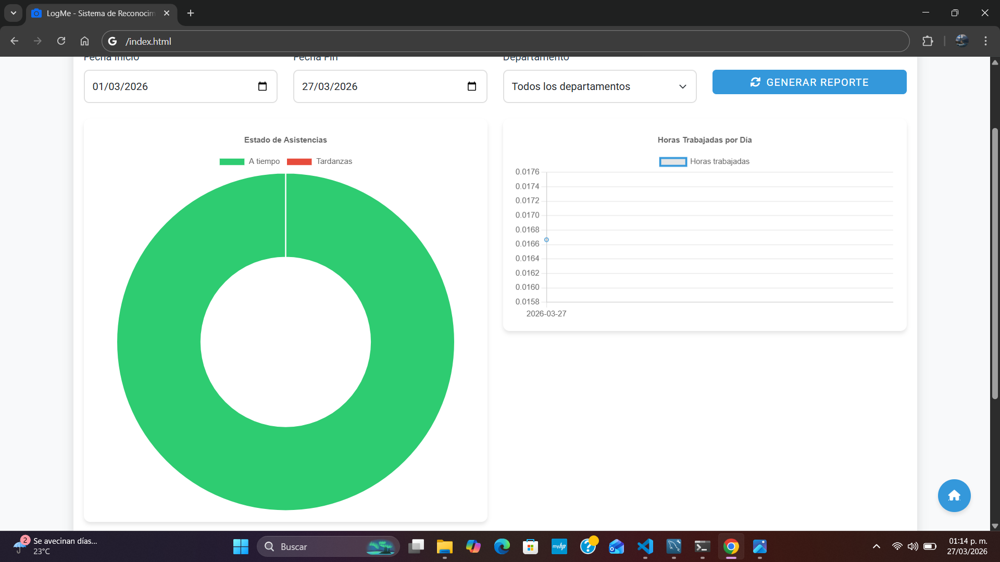 LogMe - Sistema de Reconocim
/index.html
Fecha Inicio
Fecha Fin
Departamento
01/03/2026
27/03/2026
Todos los departamentos
GENERAR REPORTE
Estado de Asistencias
A tiempo
Tardanzas
Horas Trabajadas por Día
Horas trabajadas
0.0176
0.0174
0.0172
0.0170
0.0168
0.0166
0.0164
0.0162
0.0160
0.0158
2026-03-27
2
Se avecinan días...
23°C
Buscar
myhp
01:14 p. m.
27/03/2026